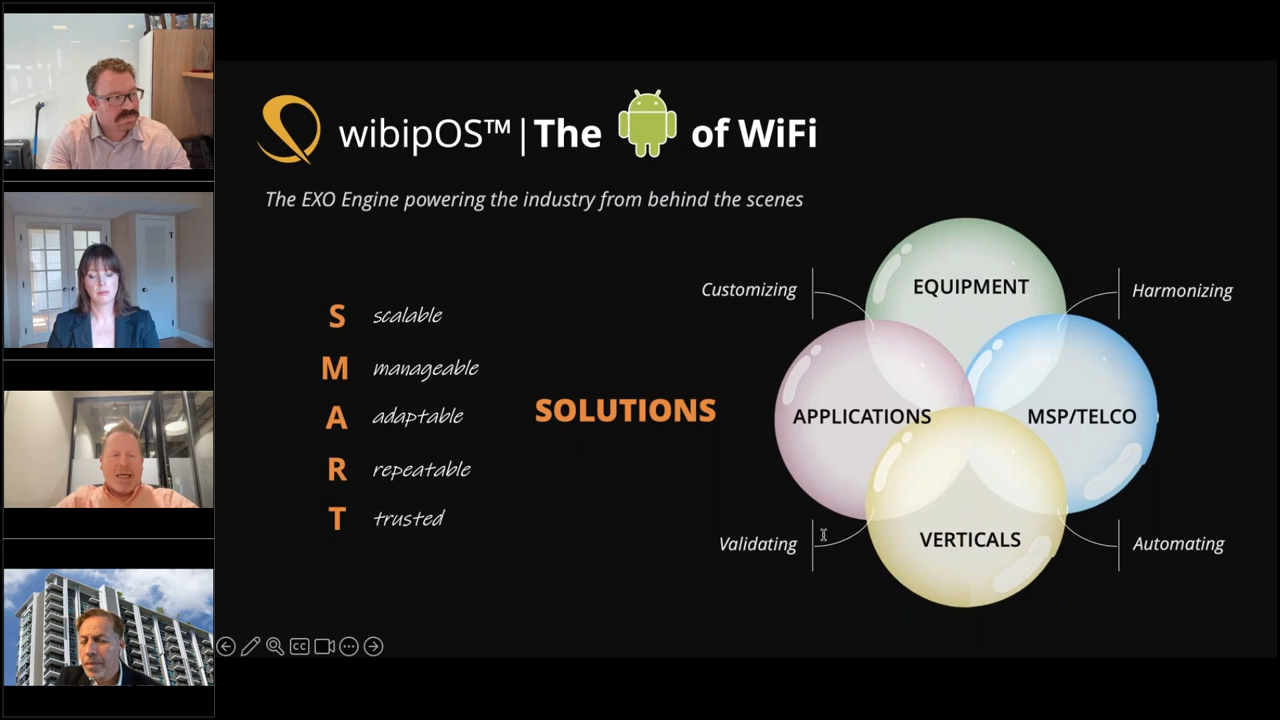 wibipOS™|The of WiFi
The EXO Engine powering the industry from behind the scenes
S scalable
M manageable
A adaptable
R repeatable
T trusted
SOLUTIONS
Customizing
EQUIPMENT
Harmonizing
APPLICATIONS
MSP/TELCO
Validating
VERTICALS
Automating
CC